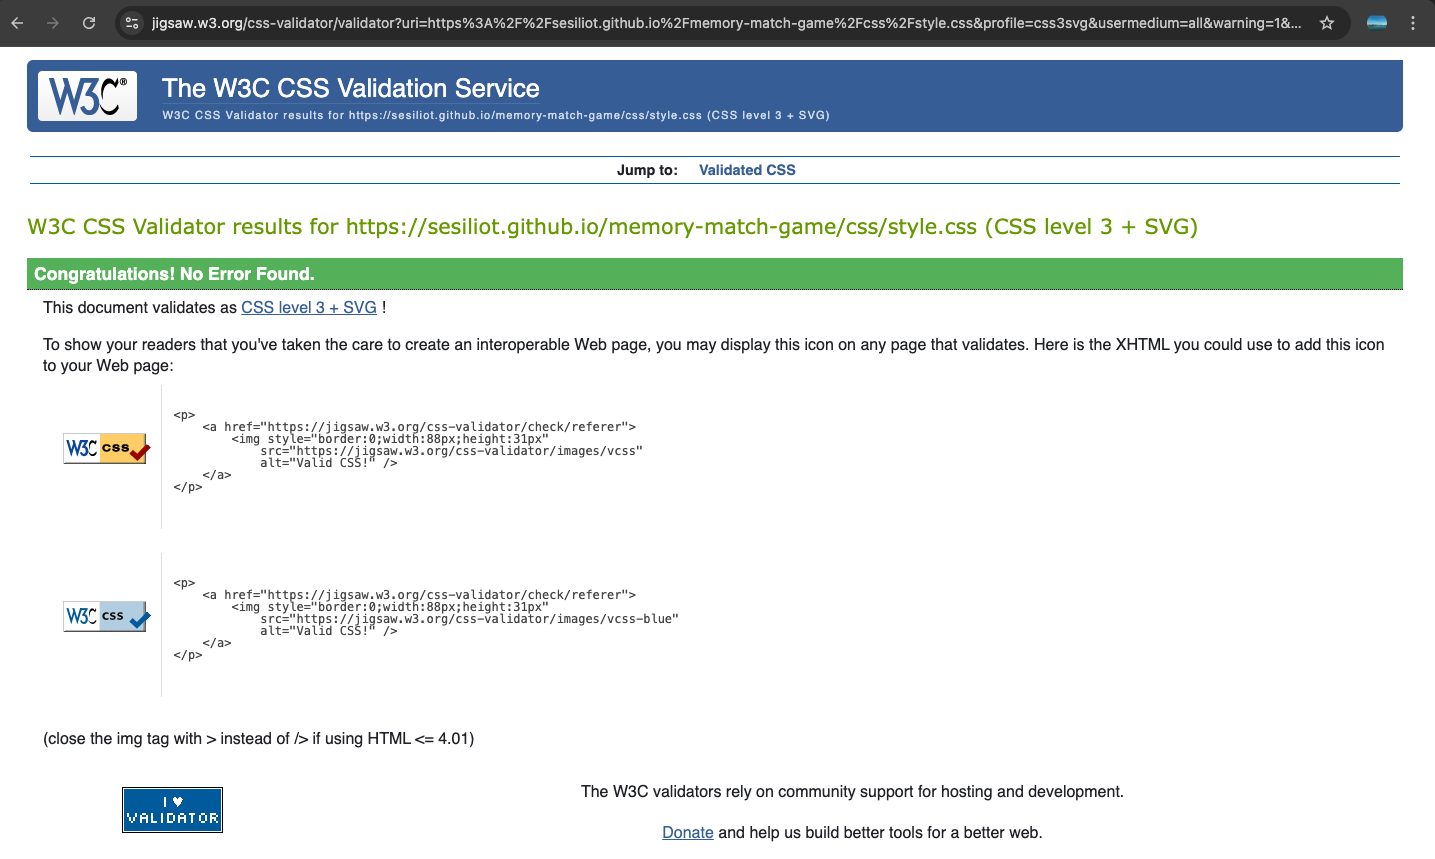 jigsaw.w3.org/css-validator/validator?uri=https%3A%2F%2Fsesiliot.github.io%2Fmemory-match-game%2Fcss%2Fstyle.css&profile=css3svg&usermedium=all&warning=1&...
W3C®
The W3C CSS Validation Service
W3C CSS Validator results for https://sesiliot.github.io/memory-match-game/css/style.css (CSS level 3 + SVG)
Jump to: Validated CSS
W3C CSS Validator results for https://sesiliot.github.io/memory-match-game/css/style.css (CSS level 3 + SVG)
Congratulations! No Error Found.
This document validates as CSS level 3 + SVG !
To show your readers that you've taken the care to create an interoperable Web page, you may display this icon on any page that validates. Here is the XHTML you could use to add this icon
to your Web page:
W3C css
<p>
    <a href="https://jigsaw.w3.org/css-validator/check/referer">
        <img style="border:0;width:88px;height:31px"
            src="https://jigsaw.w3.org/css-validator/images/vcss"
            alt="Valid CSS!" />
    </a>
</p>
W3C css
<p>
    <a href="https://jigsaw.w3.org/css-validator/check/referer">
        <img style="border:0;width:88px;height:31px"
            src="https://jigsaw.w3.org/css-validator/images/vcss-blue"
            alt="Valid CSS!" />
    </a>
</p>
(close the img tag with > instead of /> if using HTML <= 4.01)
I ♥
VALIDATOR
The W3C validators rely on community support for hosting and development.
Donate and help us build better tools for a better web.